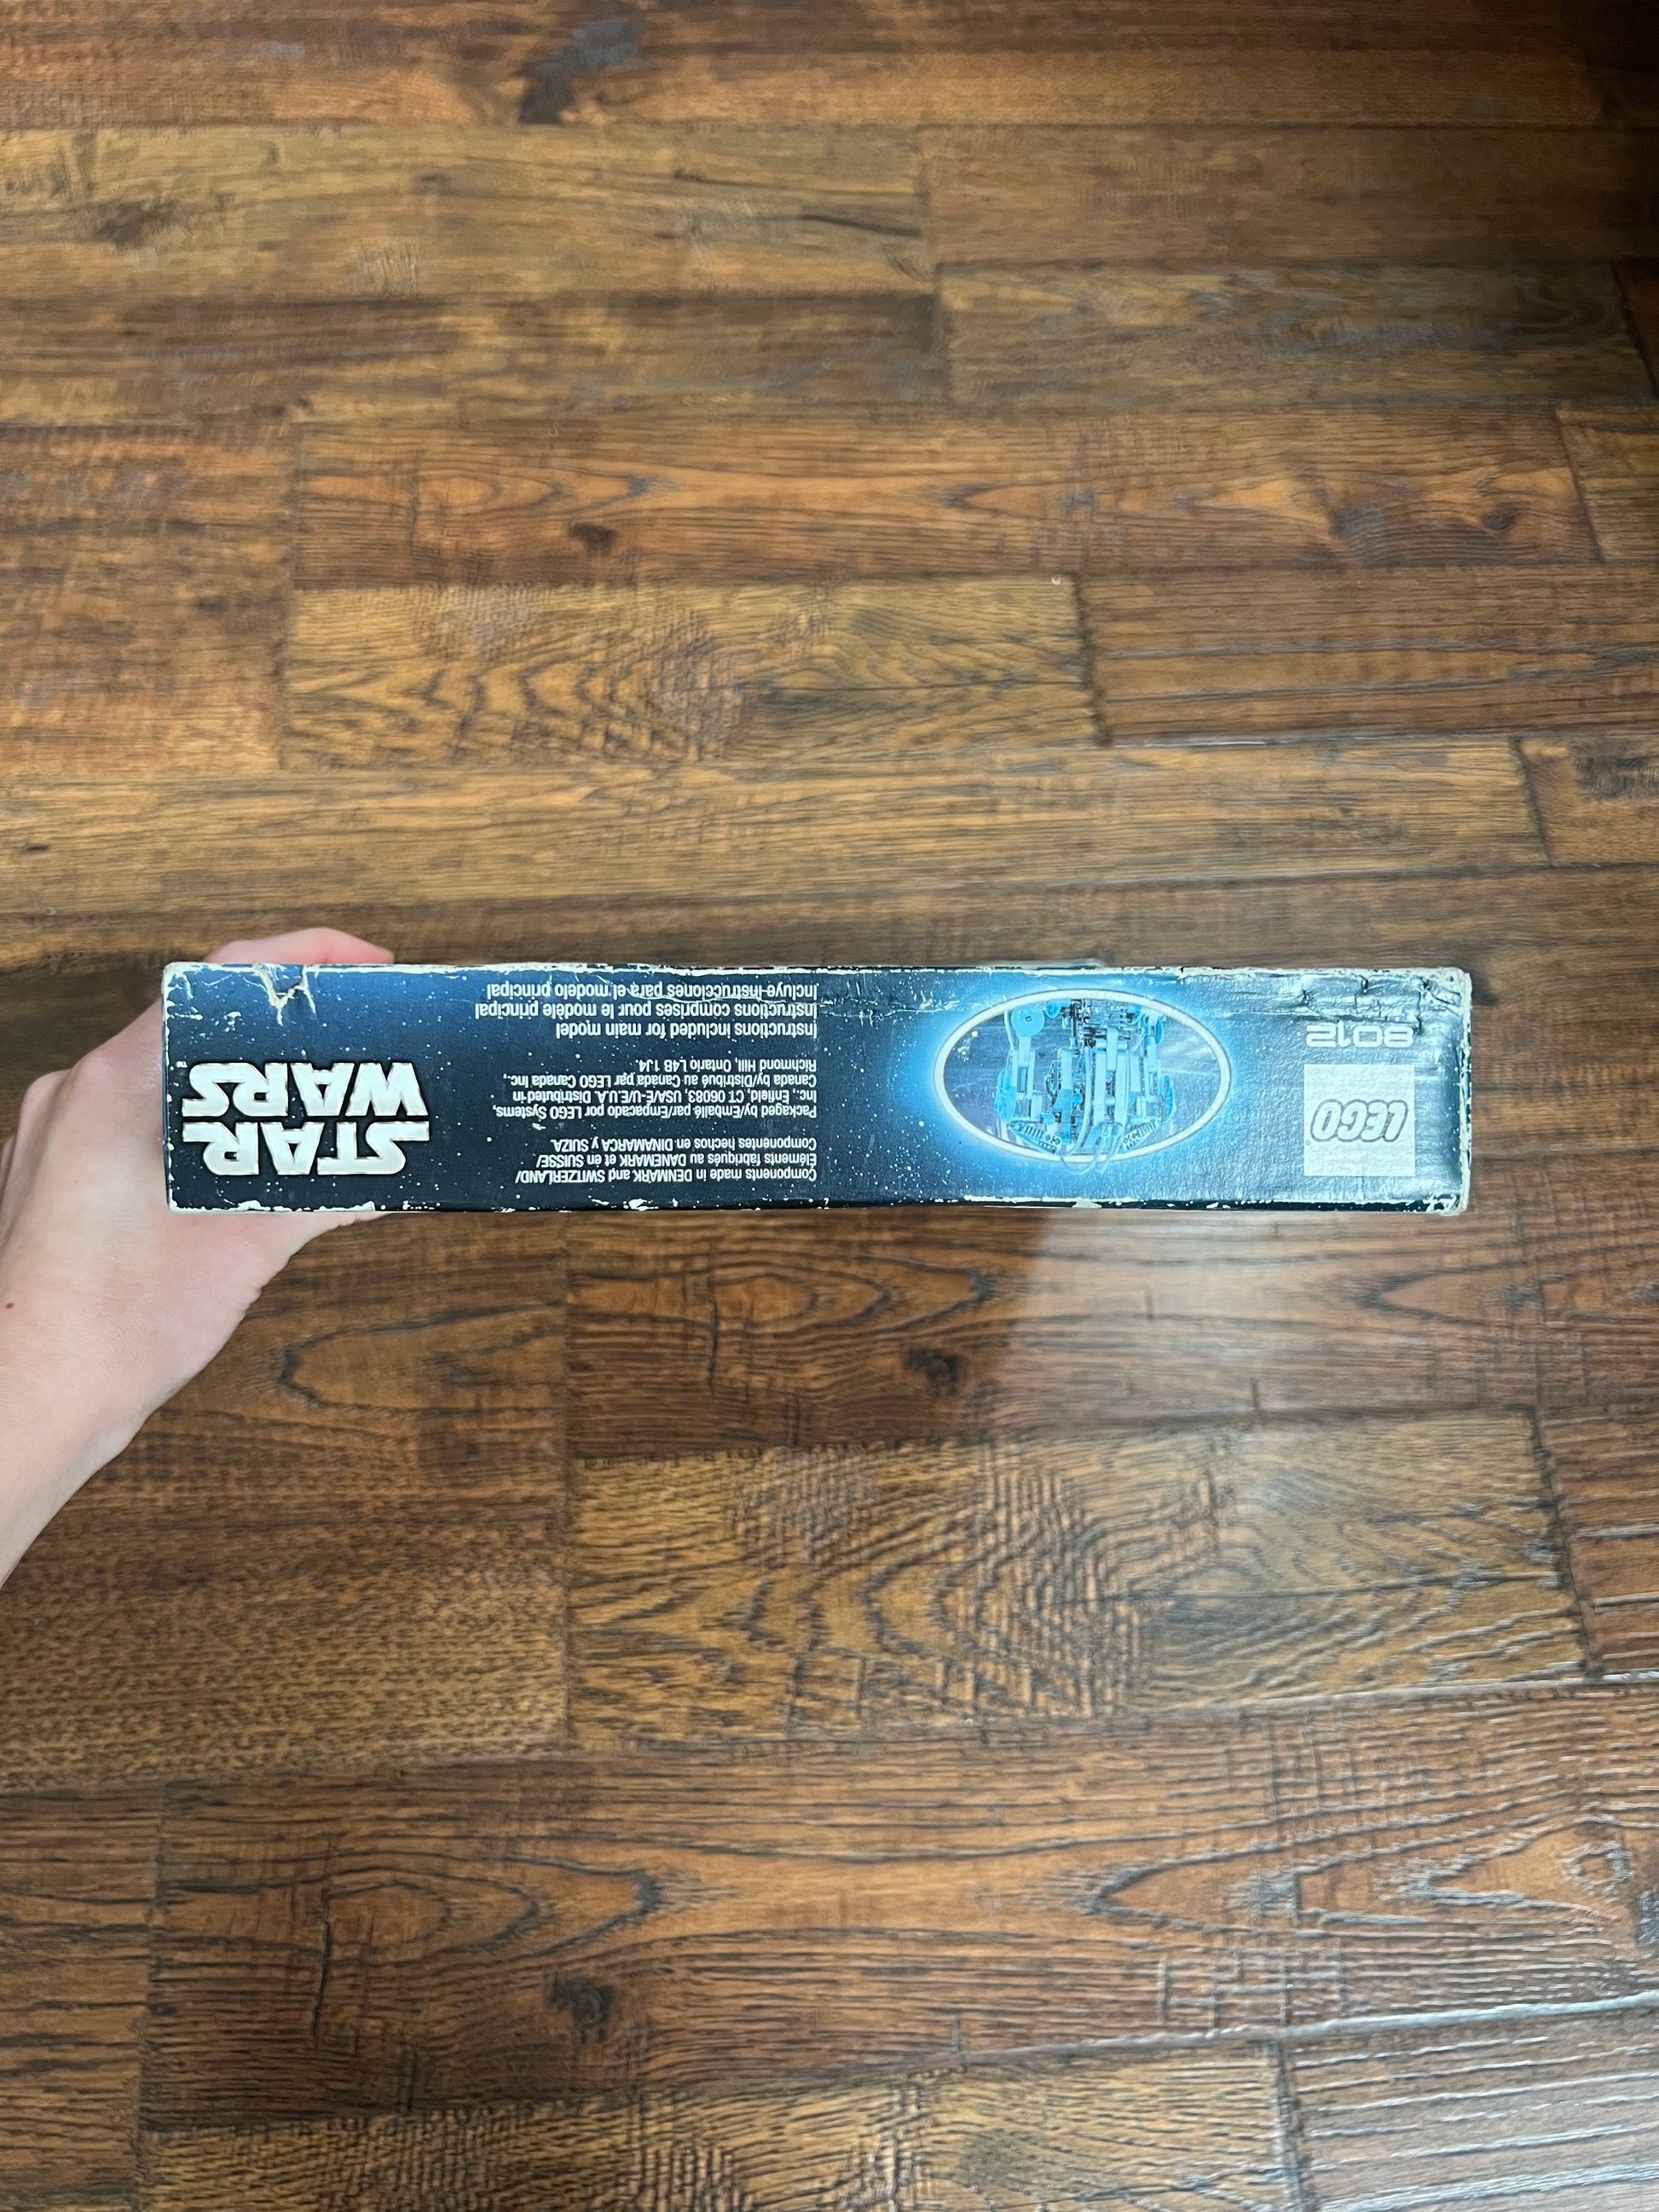 LEGO
8012
Components made in DENMARK and SWITZERLAND/
Éléments fabriqués au DANEMARK et en SUISSE/
Componentes hechos en DINAMARCA y SUIZA.
Packaged by/Emballé par/Empacado por LEGO Systems,
Inc., Enfield, CT 06083, USA/É-U/E.U.A. Distributed in
Canada by/Distribué au Canada par LEGO Canada Inc.,
Richmond Hill, Ontario L4B 1J4.
Instructions included for main model
Instructions comprises pour le modèle principal
Incluye Instrucciones para el modelo principal
STAR
WARS™